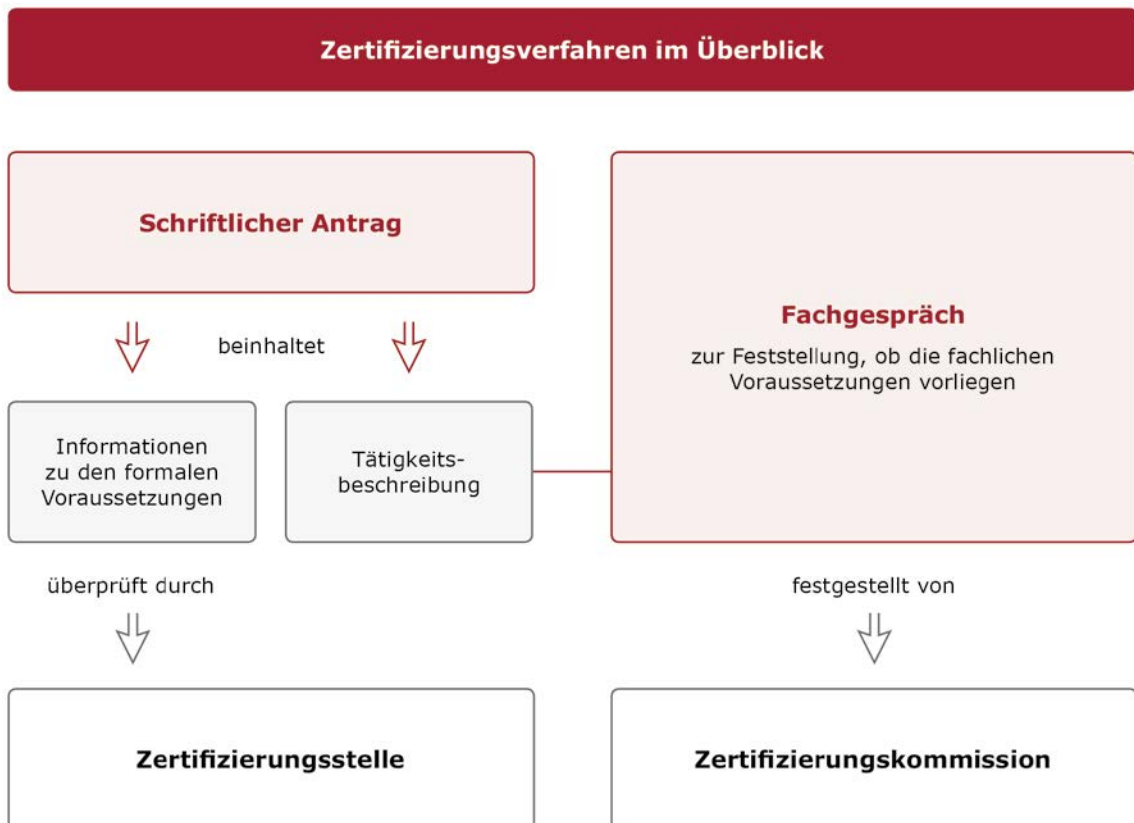 Zertifizierungsverfahren im Überblick
Schriftlicher Antrag
beinhaltet
Informationen
zu den formalen
Voraussetzungen
Tätigkeits-
beschreibung
überprüft durch
Zertifizierungsstelle
Fachgespräch
zur Feststellung, ob die fachlichen
Voraussetzungen vorliegen
festgestellt von
Zertifizierungskommission